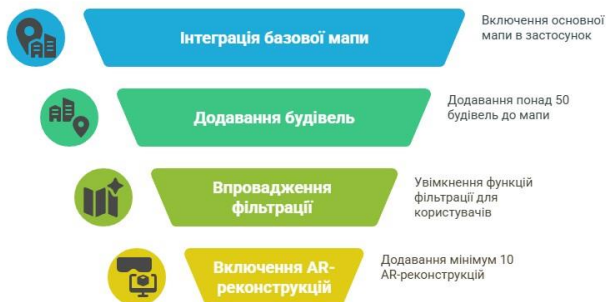 Інтеграція базової мапи
Включення основної
мапи в застосунок
Додавання будівель
Додавання понад 50
будівель до мапи
Впровадження
фільтрації
Увімкнення функцій
фільтрації для
користувачів
Включення AR-
реконструкцій
Додавання мінімум 10
AR-реконструкцій